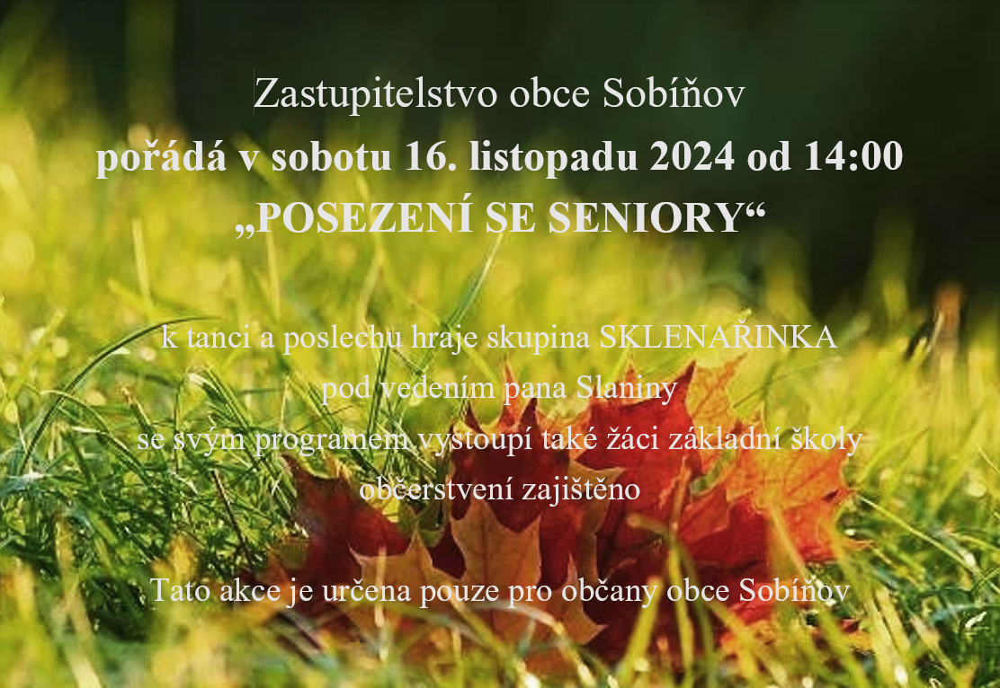 Zastupitelstvo obce Sobíňov
pořádá v sobotu 16. listopadu 2024 od 14:00
„POSEZENÍ SE SENIORY“
k tanci a poslechu hraje skupina SKLENAŘINKA
pod vedením pana Slaniny
se svým programem vystoupí také žáci základní školy
občerstvení zajištěno
Tato akce je určena pouze pro občany obce Sobíňov